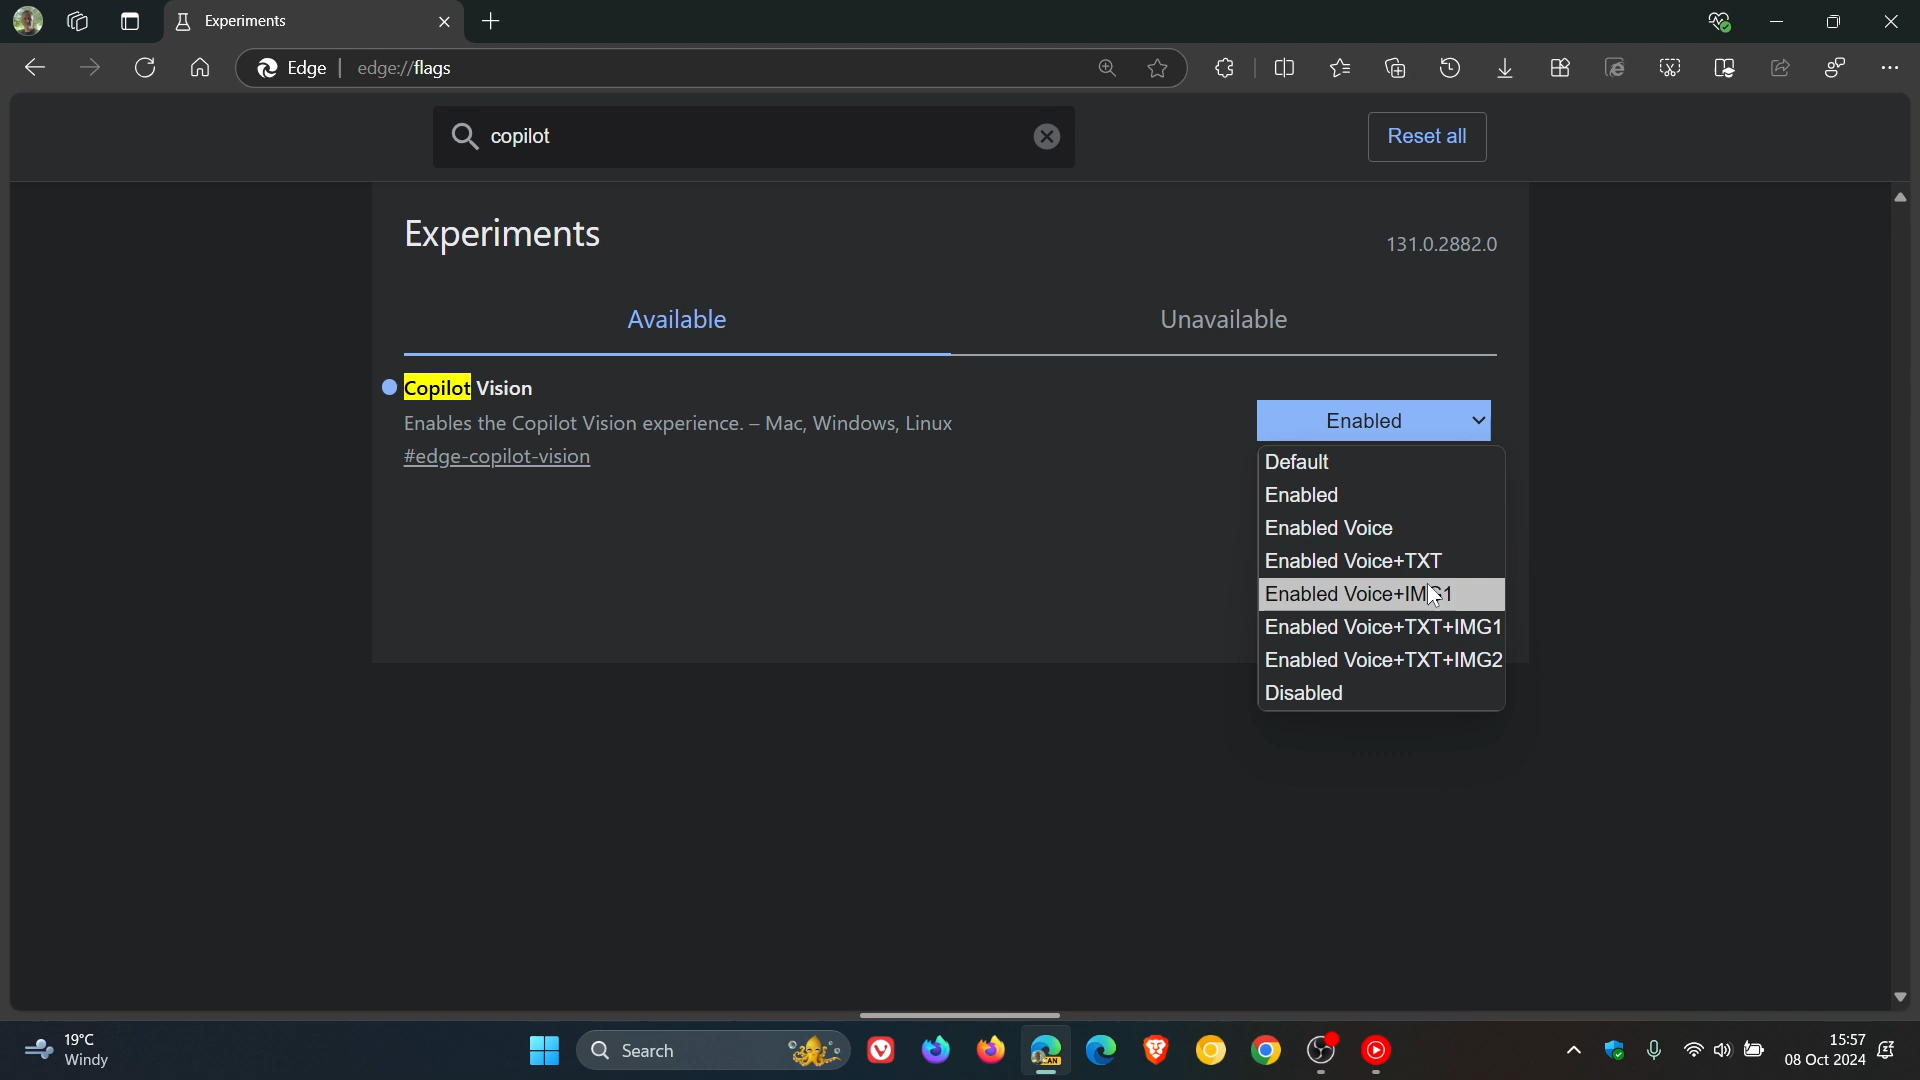 Experiments
Edge | edge://flags
copilot
Reset all
Experiments
131.0.2882.0
Available
Unavailable
Copilot Vision
Enables the Copilot Vision experience. – Mac, Windows, Linux
#edge-copilot-vision
Enabled
Default
Enabled
Enabled Voice
Enabled Voice+TXT
Enabled Voice+IMG1
Enabled Voice+TXT+IMG1
Enabled Voice+TXT+IMG2
Disabled
19°C
Windy
Search
CAN
15:57
08 Oct 2024